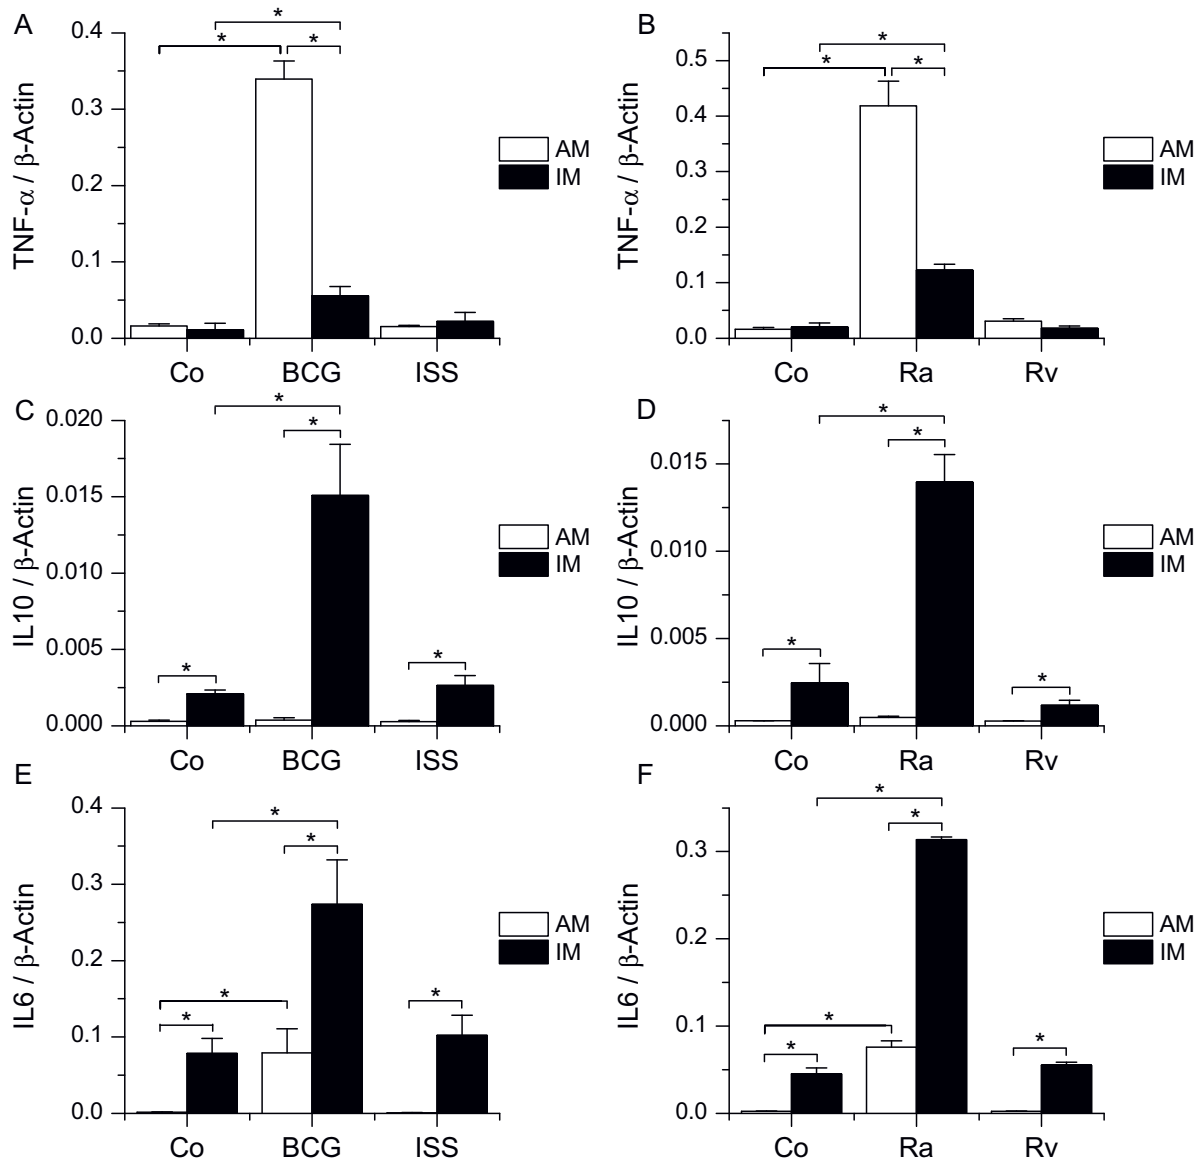 A
TNF-α / β-Actin
0.4
0.3
0.2
0.1
0.0
* * *
AM
IM
Co BCG ISS
B
TNF-α / β-Actin
0.5
0.4
0.3
0.2
0.1
0.0
* * *
AM
IM
Co Ra Rv
C
IL10 / β-Actin
0.020
0.015
0.010
0.005
0.000
* * * *
AM
IM
Co BCG ISS
D
IL10 / β-Actin
0.015
0.010
0.005
0.000
* * * *
AM
IM
Co Ra Rv
E
IL6 / β-Actin
0.4
0.3
0.2
0.1
0.0
* * * * *
AM
IM
Co BCG ISS
F
IL6 / β-Actin
0.3
0.2
0.1
0.0
* * * * *
AM
IM
Co Ra Rv